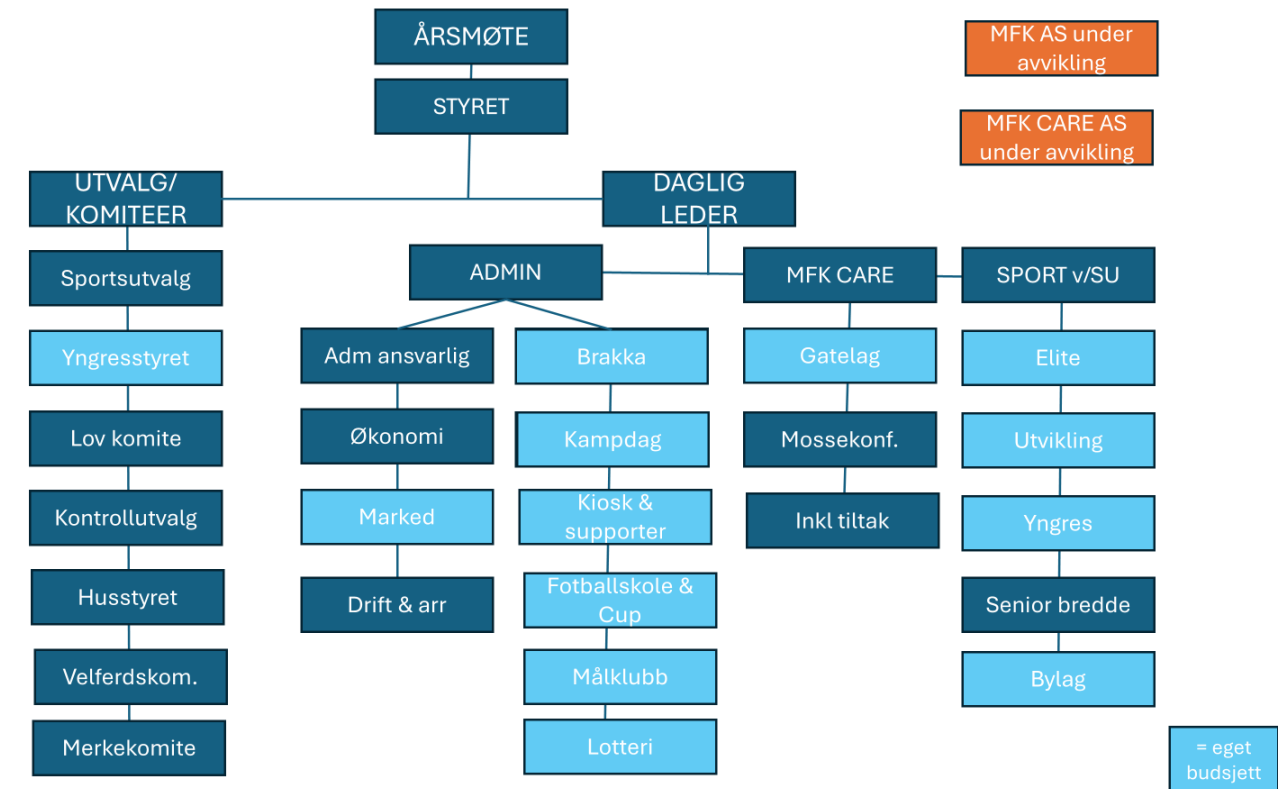 ÅRSMØTE
STYRET
MFK AS under
avvikling
MFK CARE AS
under avvikling
UTVALG/
KOMITEER
DAGLIG
LEDER
Sportsutvalg
Yngresstyret
Lov komite
Kontrollutvalg
Husstyret
Velferdskom.
Merkekomite
ADMIN
Adm ansvarlig
Økonomi
Marked
Drift & arr
Brakka
Kampdag
Kiosk &
supporter
Fotballskole &
Cup
Målklubb
Lotteri
MFK CARE
Gatelag
Mossekonf.
Inkl tiltak
SPORT v/SU
Elite
Utvikling
Yngres
Senior bredde
Bylag
= eget
budsjett